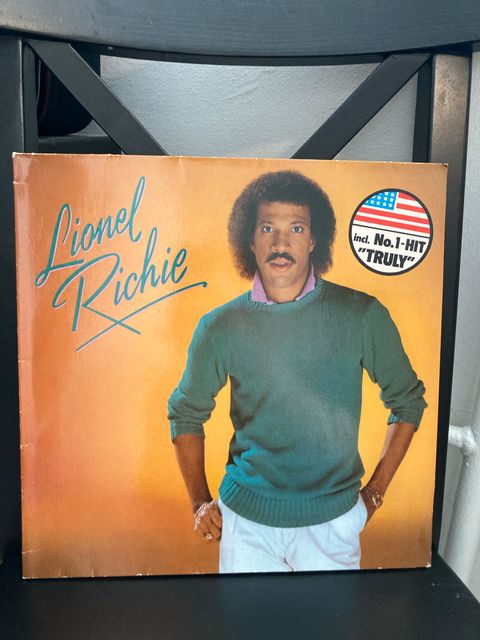 Lionel
Richie
incl. No.1-HIT
"TRULY"